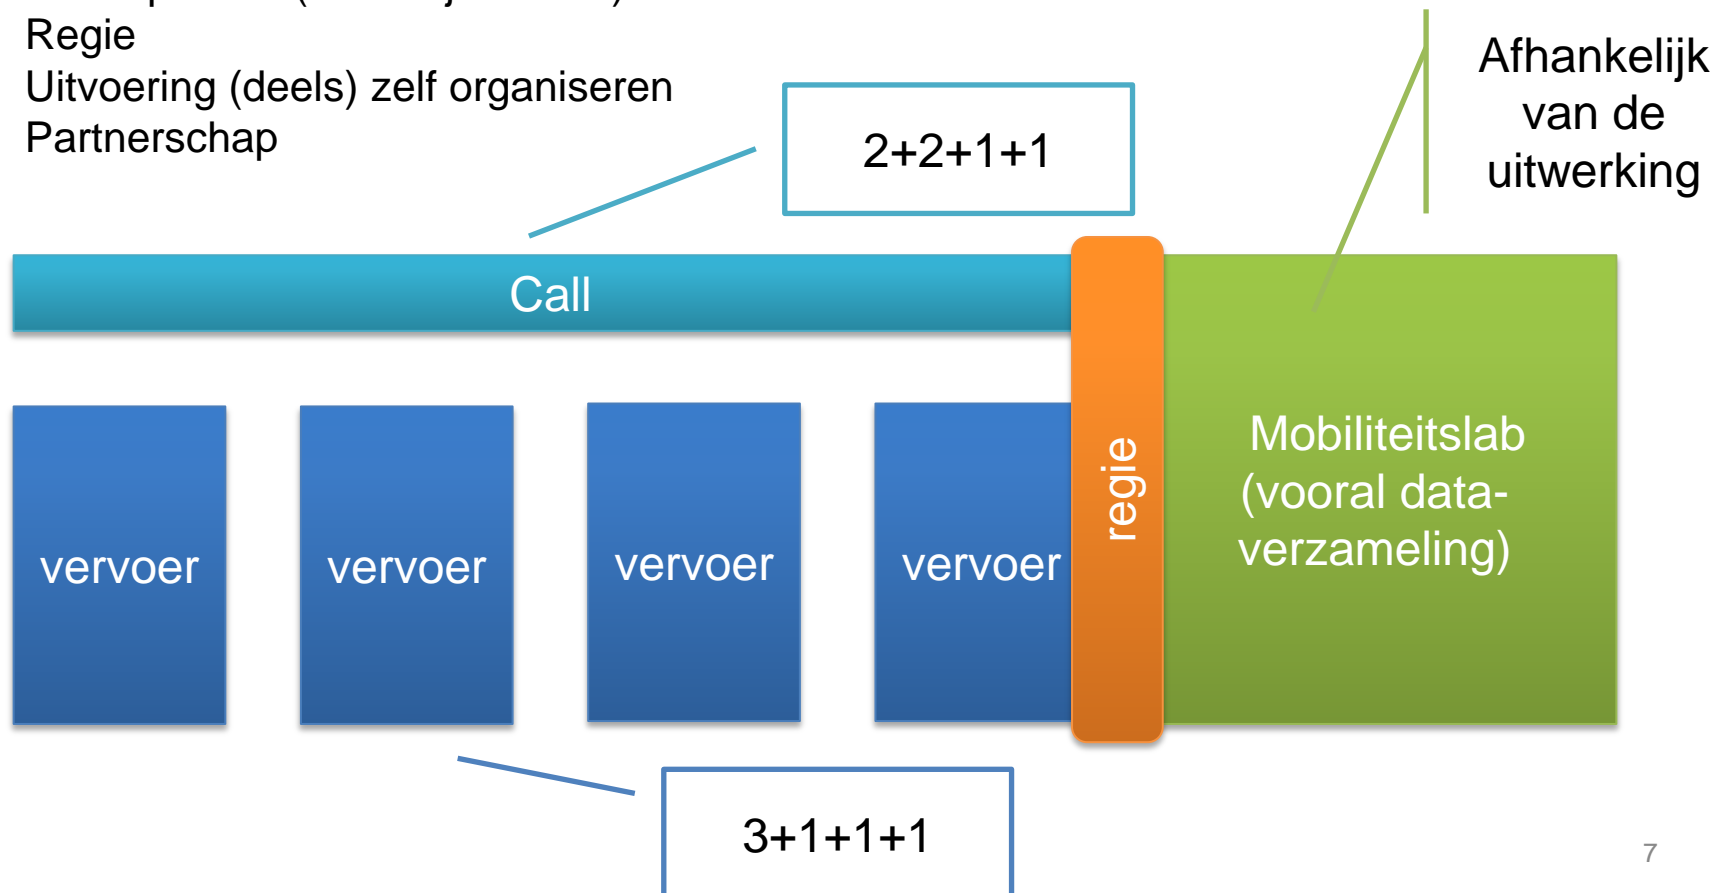 Regie
Uitvoering (deels) zelf organiseren
Partnerschap
2+2+1+1
Afhankelijk
van de
uitwerking
Call
vervoer
vervoer
vervoer
vervoer
regie
Mobiliteitslab
(vooral data-
verzameling)
3+1+1+1
7